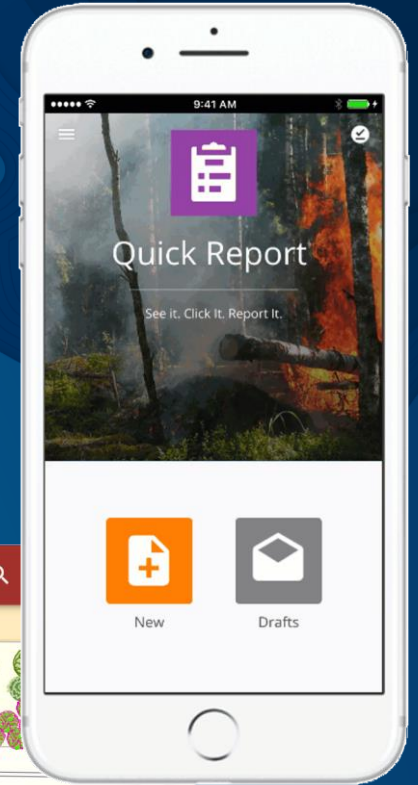 9:41 AM
Quick Report
See it. Click It. Report It.
New
Drafts